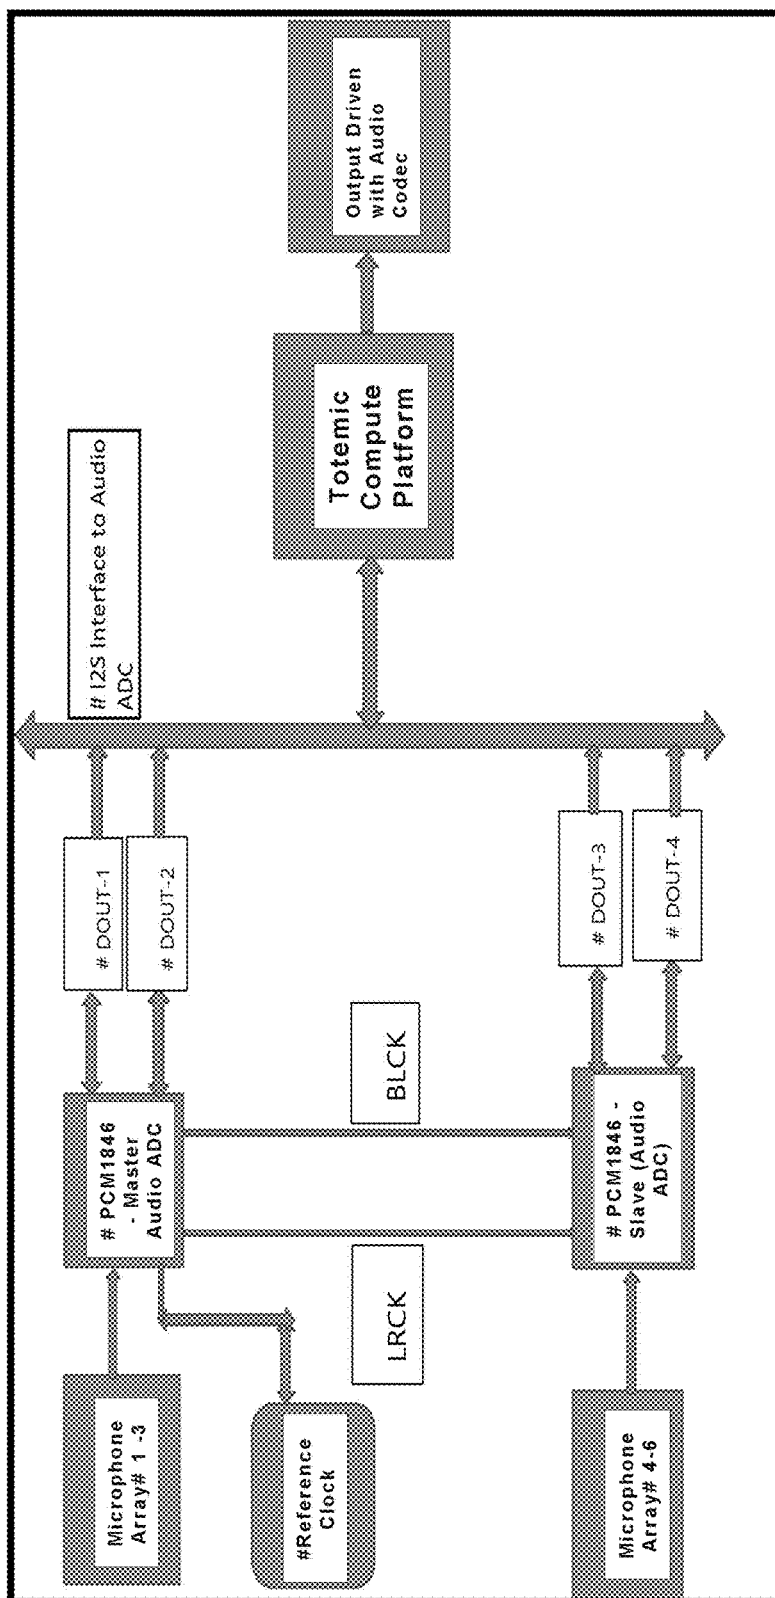 Microphone
Array# 1 -3
#Reference
Clock
Microphone
Array# 4-6
# PCM1846
- Master
Audio ADC
LRCK
BLCK
# PCM1846 -
Slave (Audio
ADC)
# DOUT-1
# DOUT-2
# DOUT-3
# DOUT-4
# I2S Interface to Audio
ADC
Totemic
Compute
Platform
Output Driven
with Audio
Codec